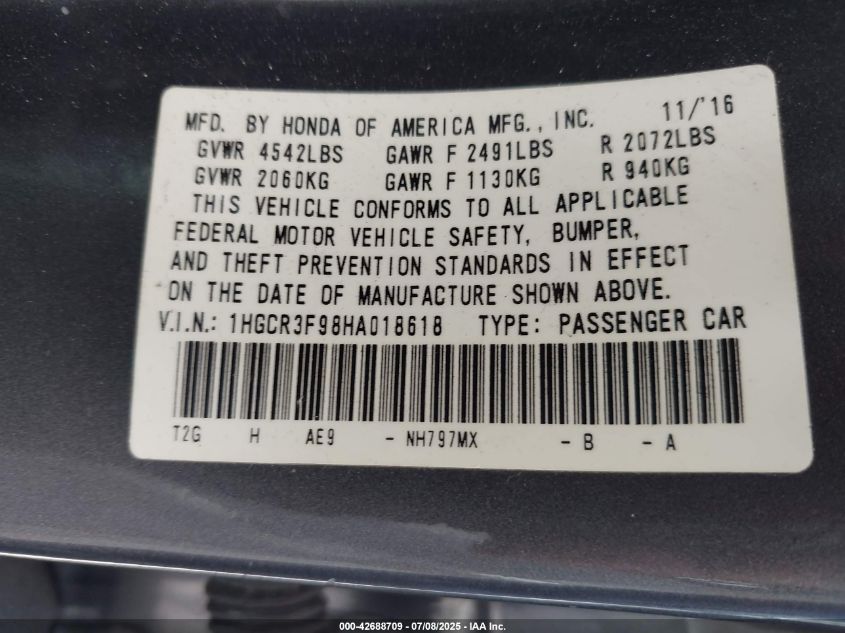 MFD. BY HONDA OF AMERICA MFG., INC. 11/'16
GVWR 4542LBS GAWR F 2491LBS R 2072LBS
GVWR 2060KG GAWR F 1130KG R 940KG
THIS VEHICLE CONFORMS TO ALL APPLICABLE
FEDERAL MOTOR VEHICLE SAFETY, BUMPER,
AND THEFT PREVENTION STANDARDS IN EFFECT
ON THE DATE OF MANUFACTURE SHOWN ABOVE.
V.I.N.: 1HGCR3F98HA018618 TYPE: PASSENGER CAR
T2G H AE9 - NH797MX - B - A
000-42688709 - 07/08/2025 - IAA Inc.